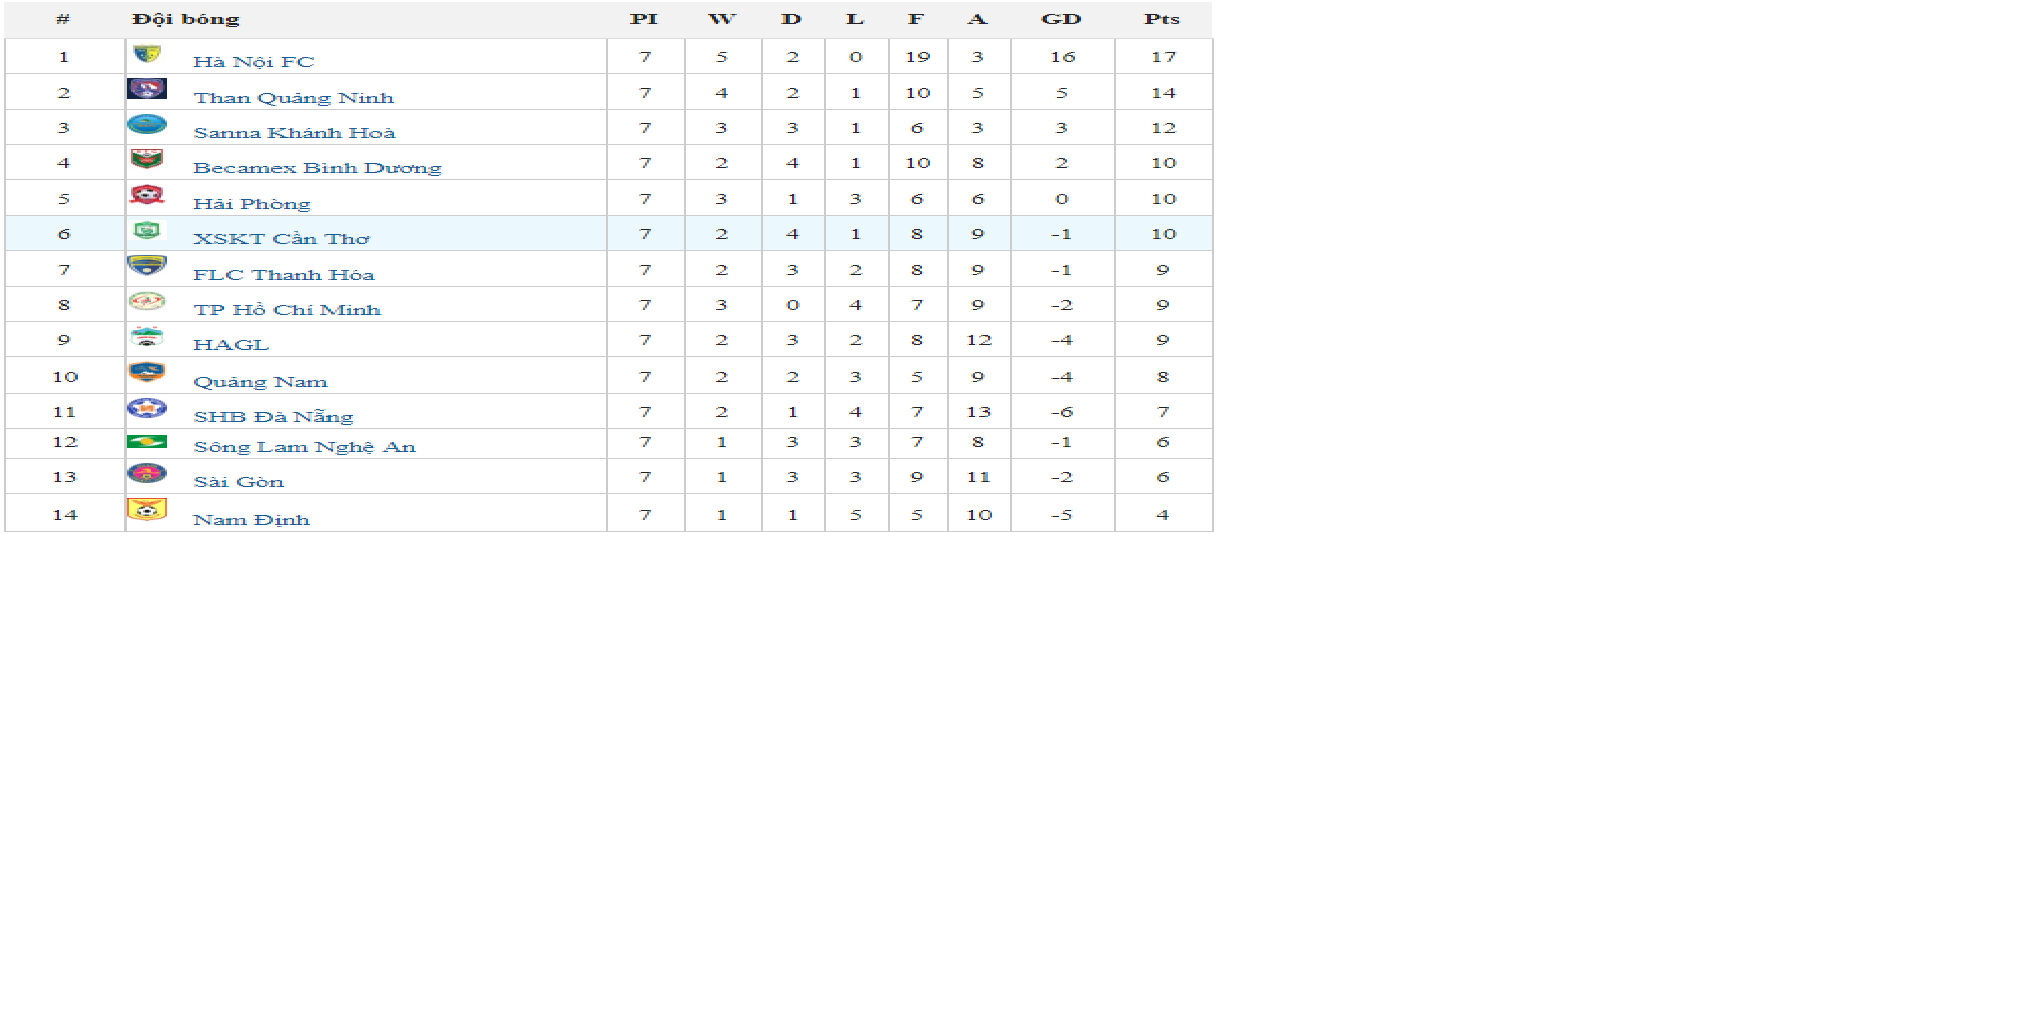 # Đội bóng PI W D L F A GD Pts
1 Hà Nội FC 7 5 2 0 19 3 16 17
2 Than Quảng Ninh 7 4 2 1 10 5 5 14
3 Sanna Khánh Hoà 7 3 3 1 6 3 3 12
4 Becamex Bình Dương 7 2 4 1 10 8 2 10
5 Hải Phòng 7 3 1 3 6 6 0 10
6 XSKT Cần Thơ 7 2 4 1 8 9 -1 10
7 FLC Thanh Hóa 7 2 3 2 8 9 -1 9
8 TP Hồ Chí Minh 7 3 0 4 7 9 -2 9
9 HAGL 7 2 3 2 8 12 -4 9
10 Quảng Nam 7 2 2 3 5 9 -4 8
11 SHB Đà Nẵng 7 2 1 4 7 13 -6 7
12 Sông Lam Nghệ An 7 1 3 3 7 8 -1 6
13 Sài Gòn 7 1 3 3 9 11 -2 6
14 Nam Định 7 1 1 5 5 10 -5 4